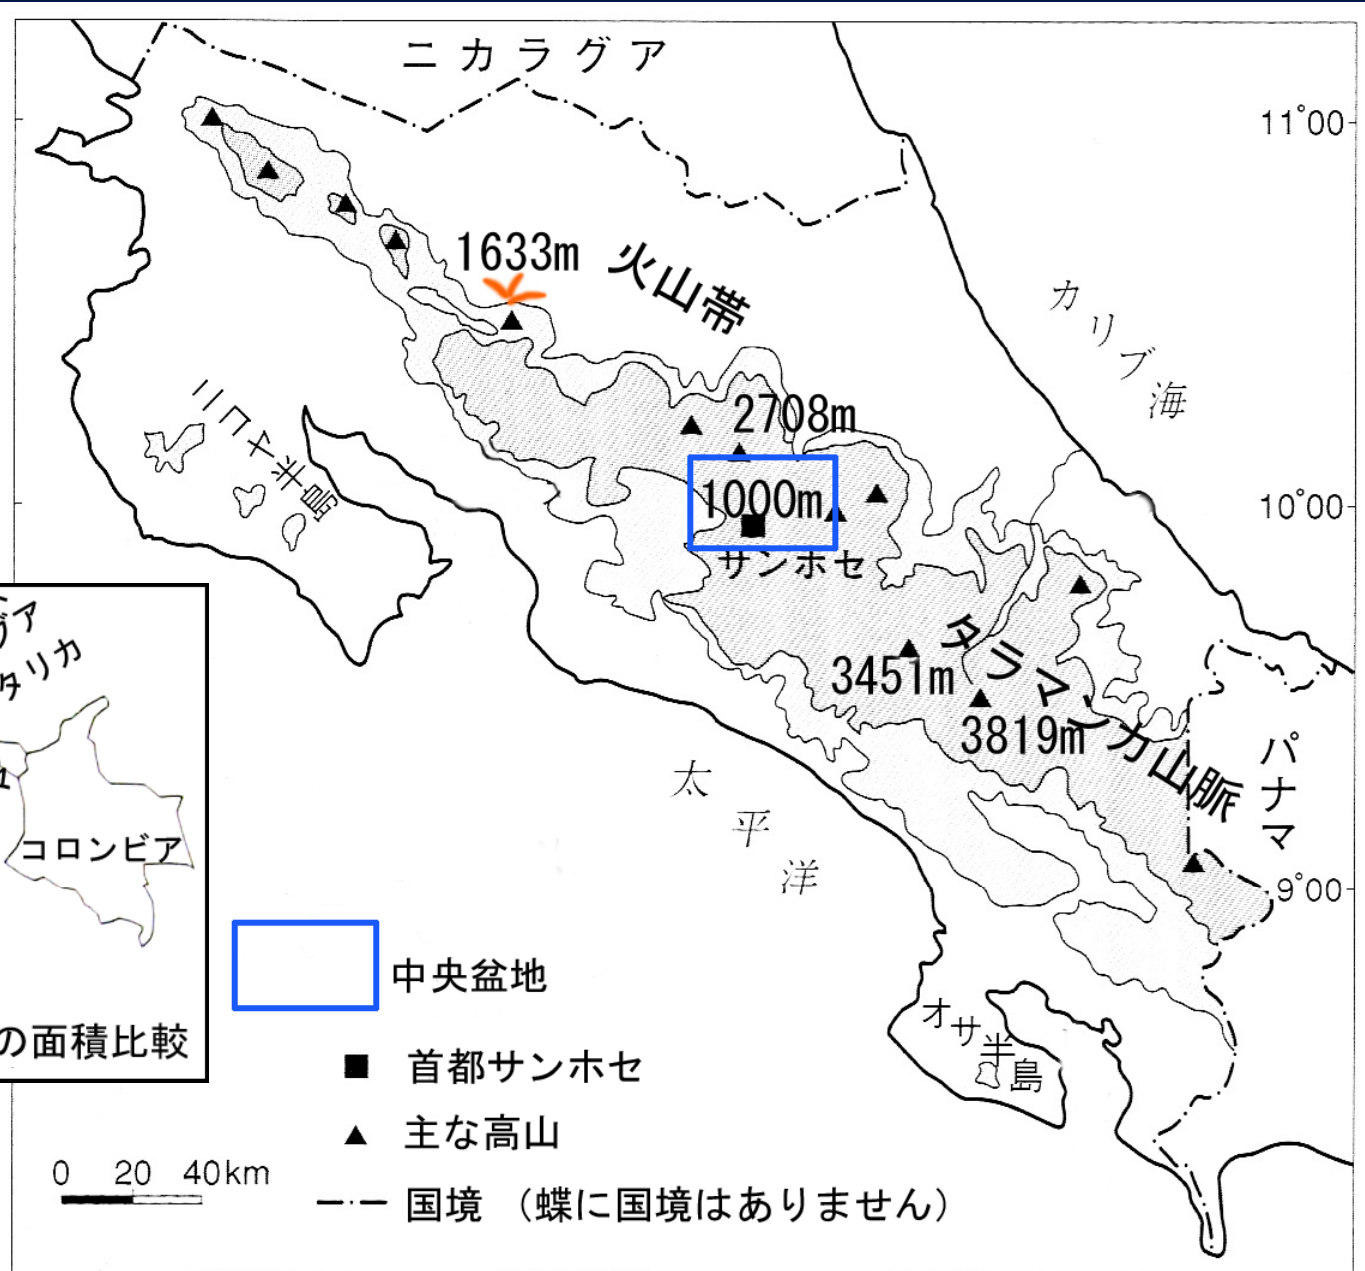 ニカラグア
11°00
1633m
火山帯
カリブ海
ニコヤ半島
2708m
1000m
10°00
サンホセ
タラマンカ山脈
3451m
3819m
パナマ
太平洋
9°00
グア
タリカ
コロンビア
の面積比較
中央盆地
オサ半島
首都サンホセ
主な高山
0 20 40km
国境 （蝶に国境はありません）